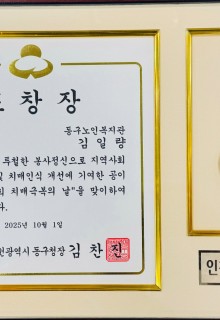 표창장
동구노인복지관
김일량
투철한 봉사정신으로 지역사회
및 치매인식 개선에 기여한 공이
"치매극복의 날"을 맞이하여
다.
2025년 10월 1
광역시 동구청장 김찬진
인